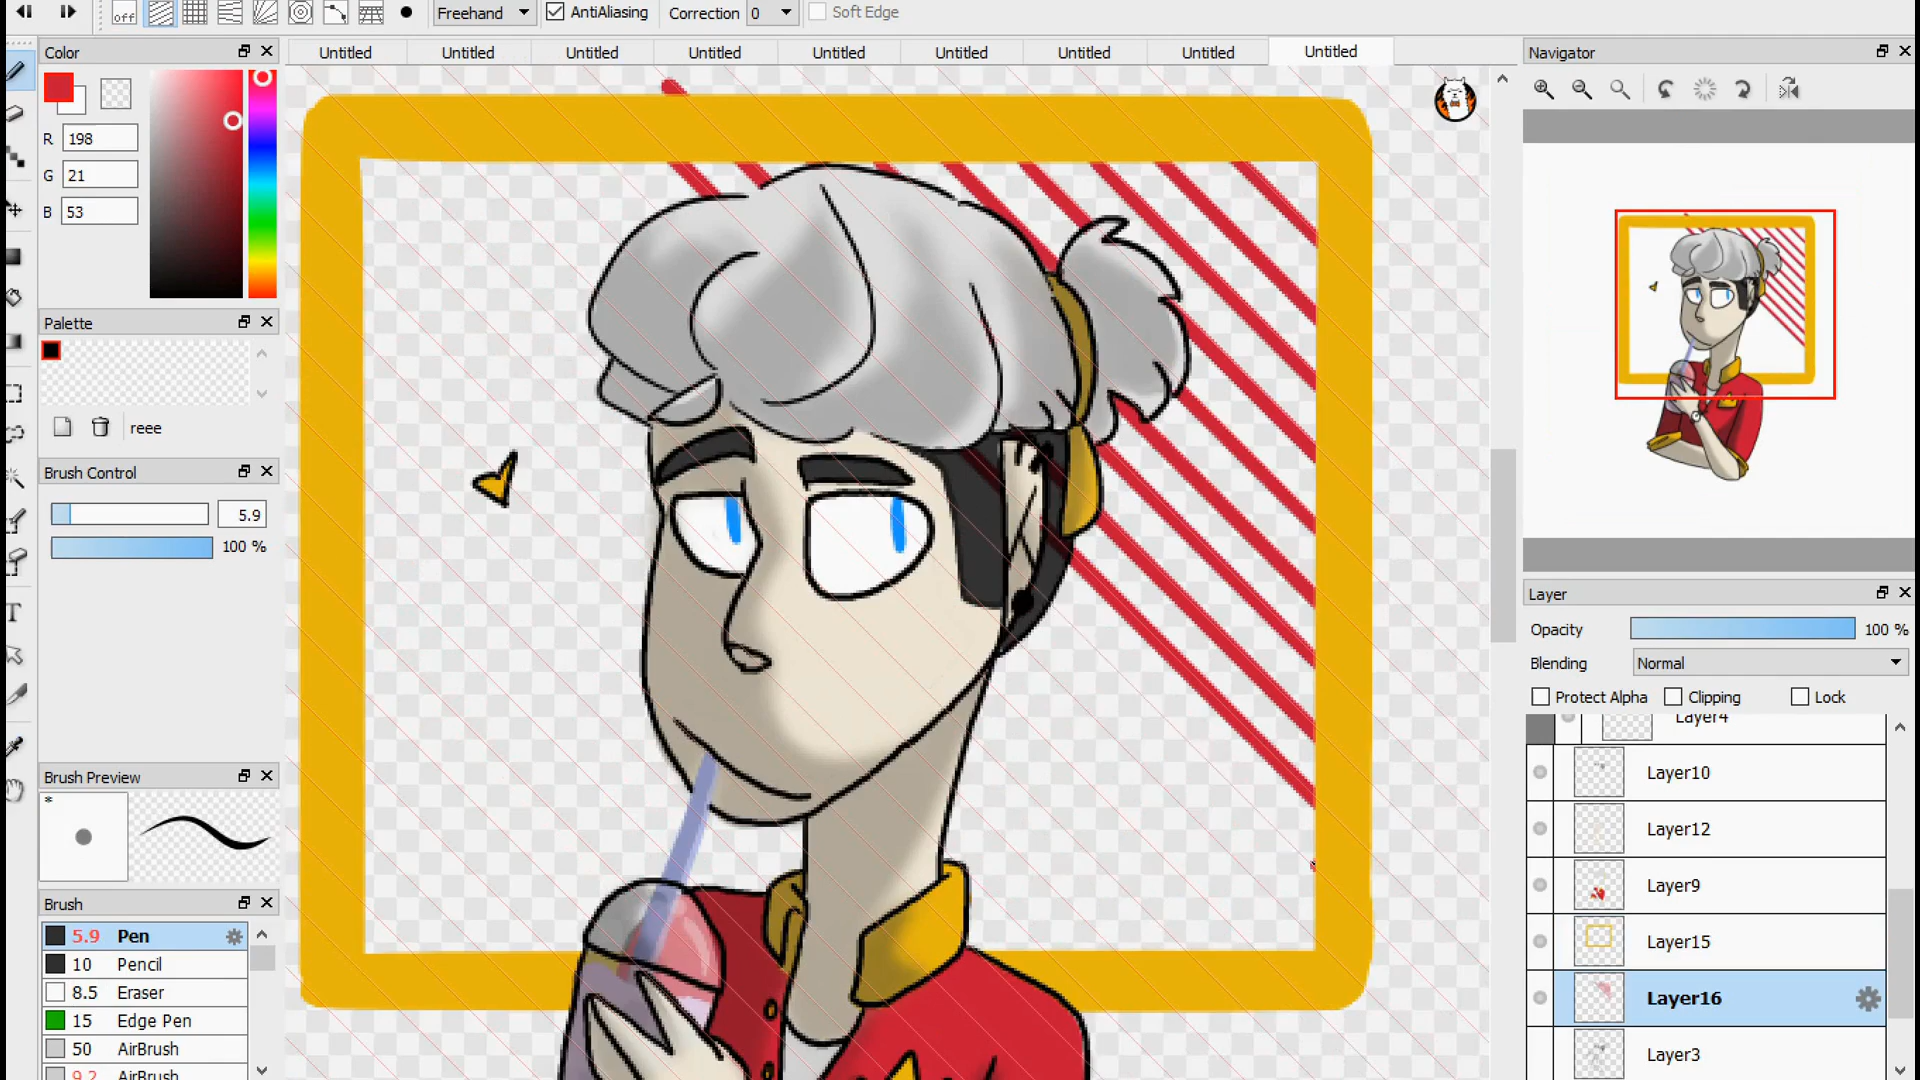 off
Freehand
AntiAliasing
Correction
0
Soft Edge
Color
R 198
G 21
B 53
Palette
reee
Brush Control
5.9
100 %
Brush Preview
*
Brush
5.9 Pen
10 Pencil
8.5 Eraser
15 Edge Pen
50 AirBrush
9.2 AirBrush
T
Untitled
Untitled
Untitled
Untitled
Untitled
Untitled
Untitled
Untitled
Untitled
Navigator
Layer
Opacity 100 %
Blending Normal
Protect Alpha
Clipping
Lock
Layer4
Layer10
Layer12
Layer9
Layer15
Layer16
Layer3